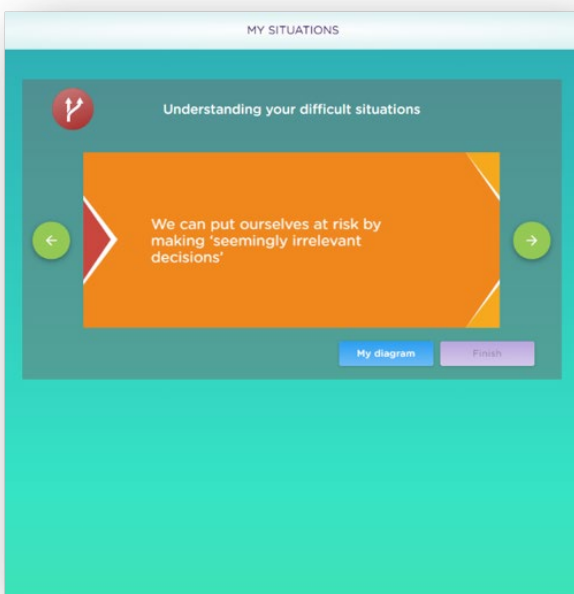 MY SITUATIONS
Understanding your difficult situations
We can put ourselves at risk by
making ‘seemingly irrelevant
decisions’
My diagram
Finish